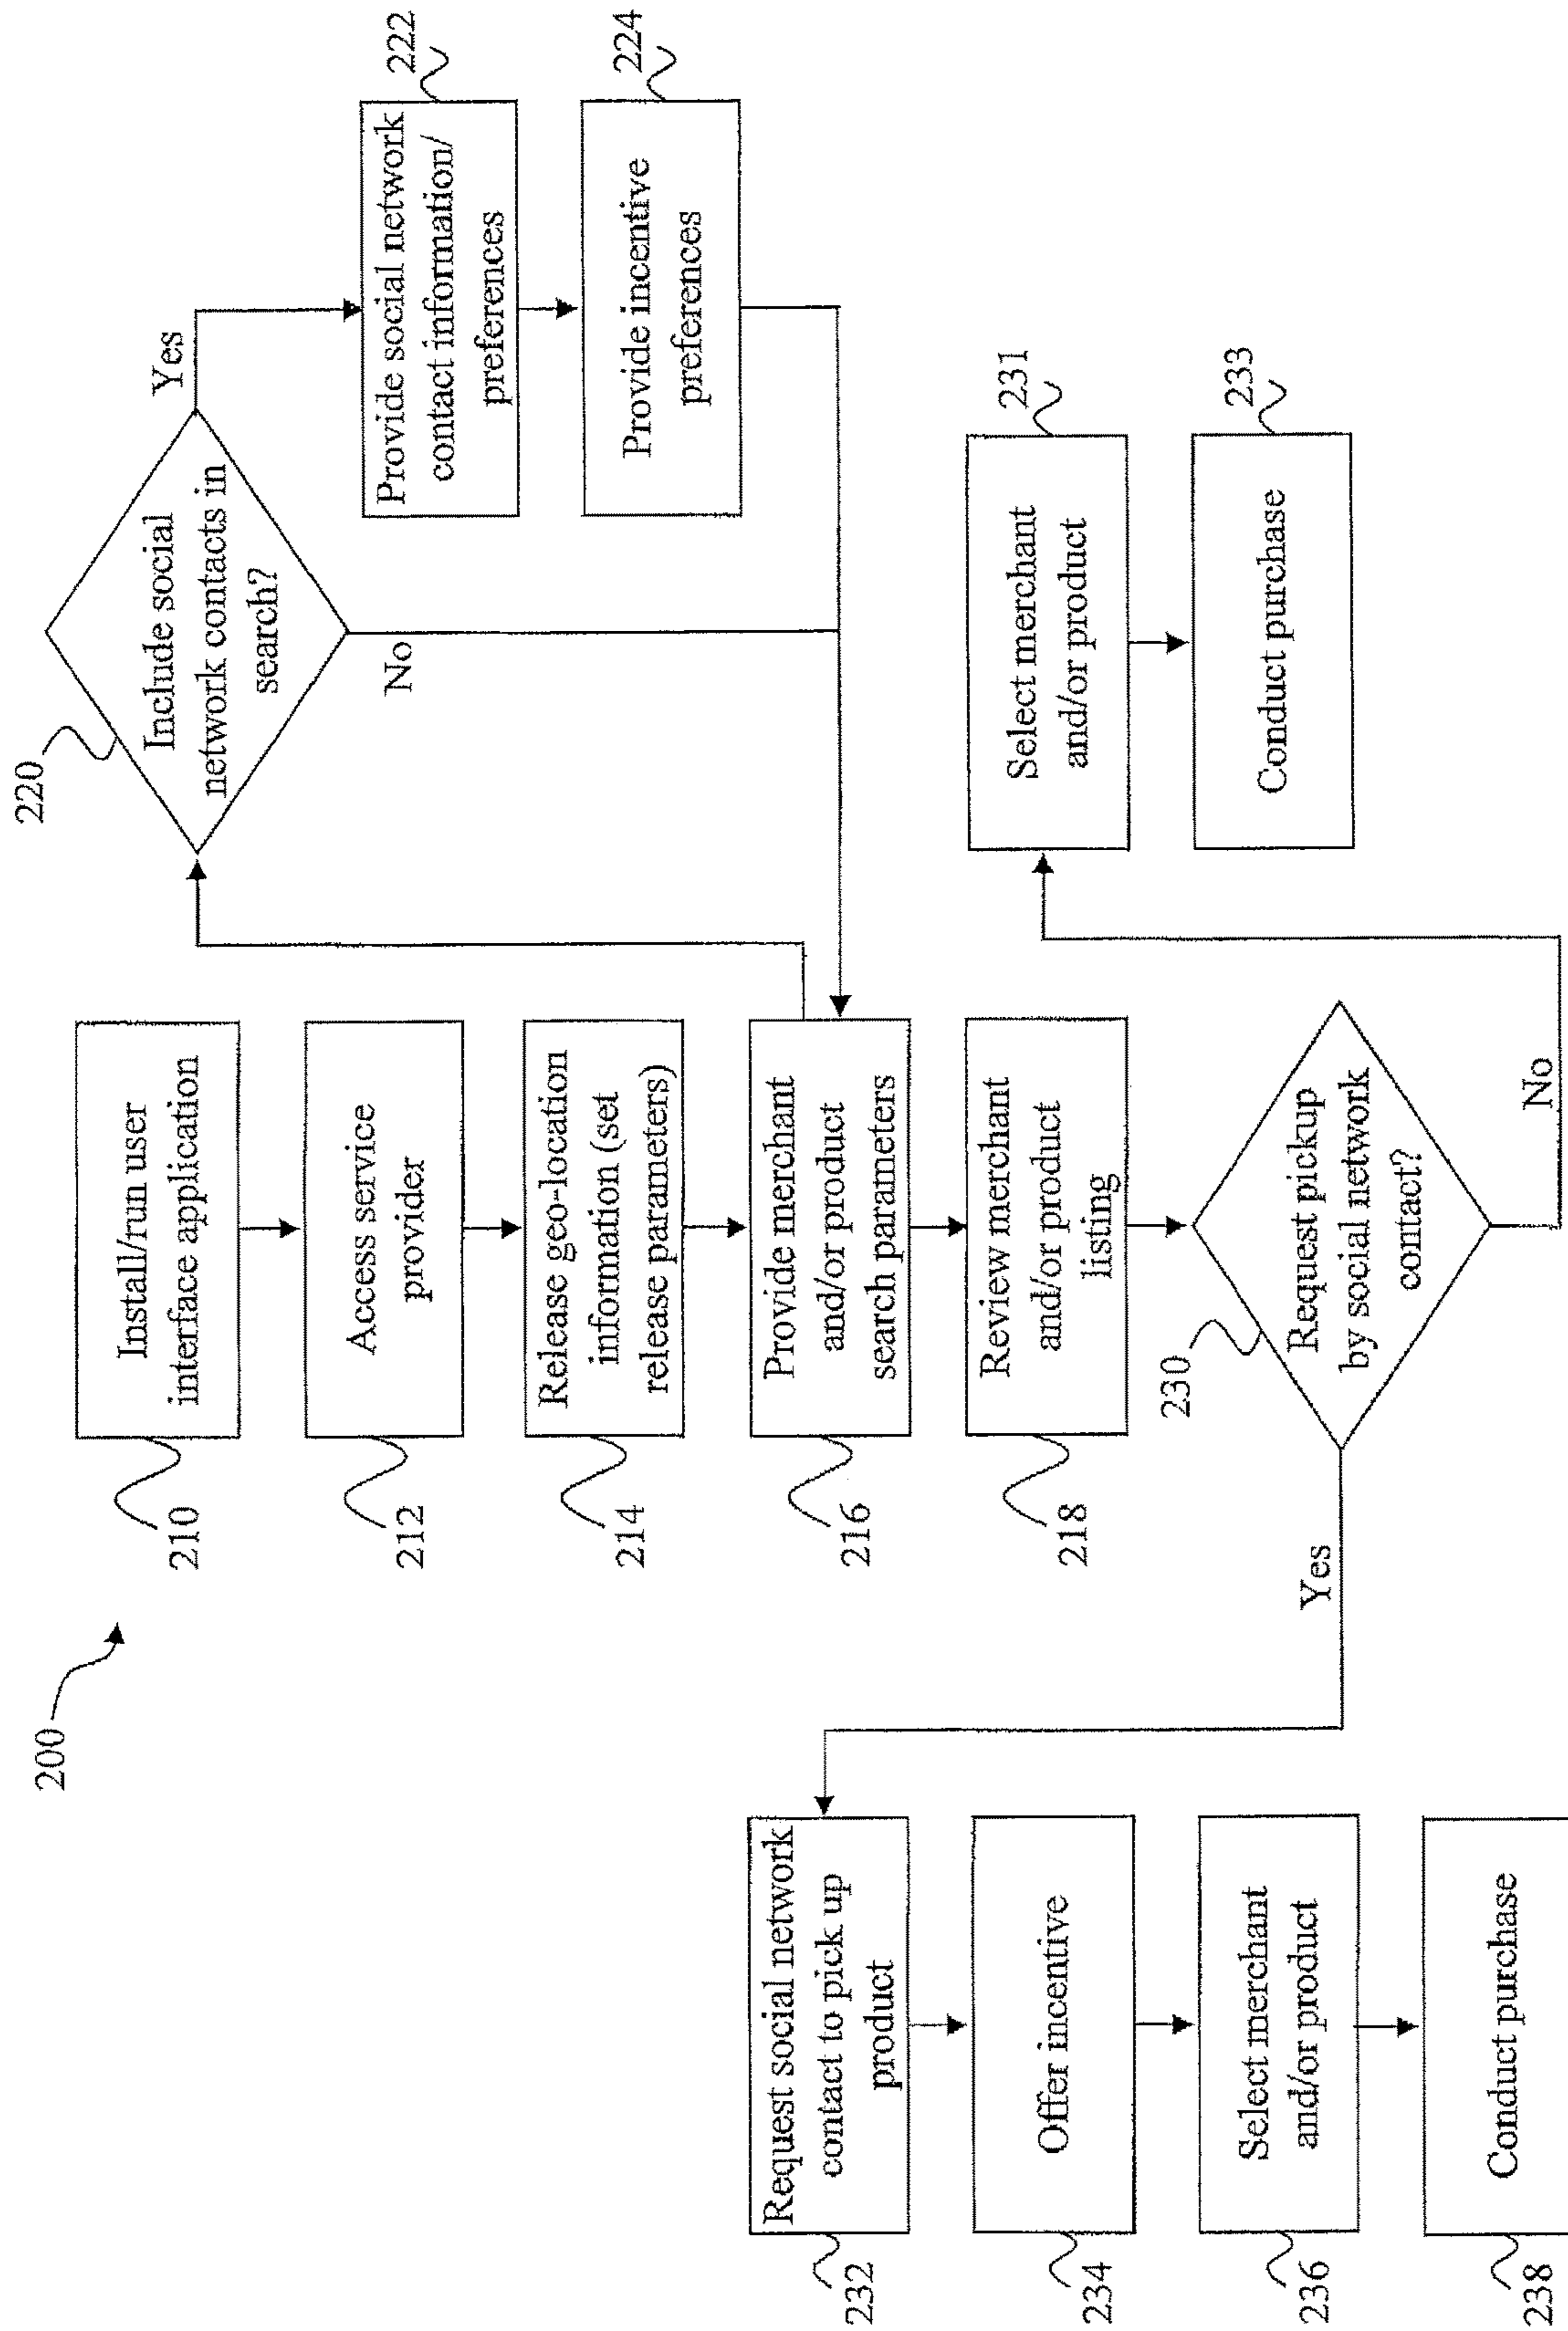 200
210
Install/run user
interface application
212
Access service
provider
214
Release geo-location
information (set
release parameters)
216
Provide merchant
and/or product
search parameters
218
Review merchant
and/or product
listing
220
Include social
network contacts in
search?
Yes
No
222
Provide social network
contact information/
preferences
224
Provide incentive
preferences
230
Request pickup
by social network
contact?
Yes
No
231
Select merchant
and/or product
233
Conduct purchase
232
Request social network
contact to pick up
product
234
Offer incentive
236
Select merchant
and/or product
238
Conduct purchase